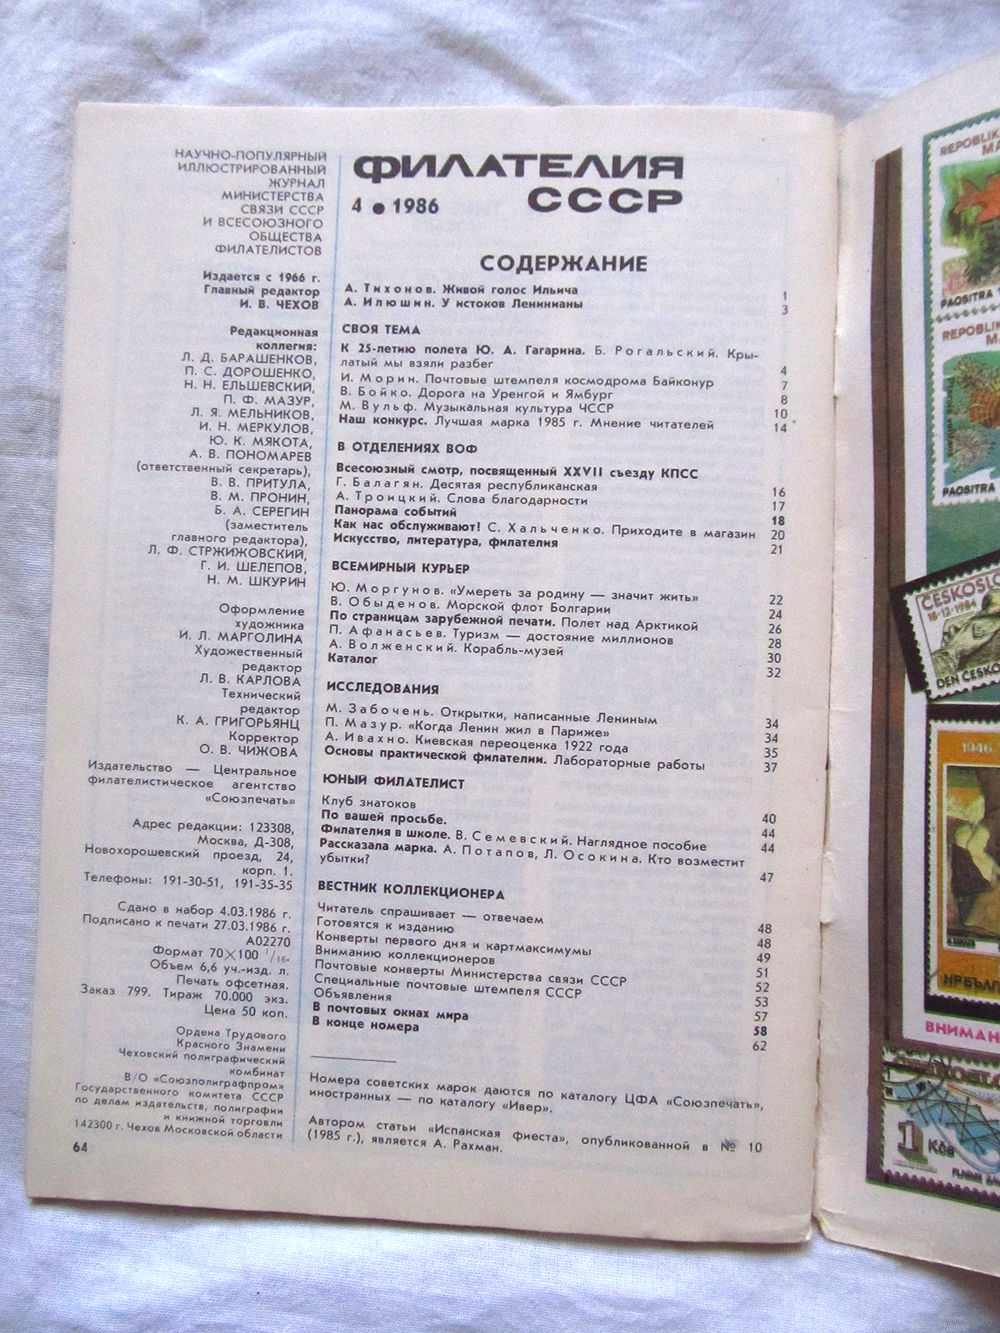 НАУЧНО-ПОПУЛЯРНЫЙ
ИЛЛЮСТРИРОВАННЫЙ
ЖУРНАЛ
МИНИСТЕРСТВА
СВЯЗИ СССР
И ВСЕСОЮЗНОГО
ОБЩЕСТВА
ФИЛАТЕЛИСТОВ
Издается с 1966 г.
Главный редактор
И. В. ЧЕХОВ
Редакционная
коллегия:
Л. Д. БАРАШЕНКОВ,
П. С. ДОРОШЕНКО,
Н. Н. ЕЛЬШЕВСКИЙ,
П. Ф. МАЗУР,
Л. Я. МЕЛЬНИКОВ,
И. Н. МЕРКУЛОВ,
Ю. К. МЯКОТА,
А. В. ПОНОМАРЕВ
(ответственный секретарь),
В. В. ПРИТУЛА,
В. М. ПРОНИН,
Б. А. СЕРЕГИН
(заместитель
главного редактора),
Л. Ф. СТРЖИЖОВСКИЙ,
Г. И. ШЕЛЕПОВ,
Н. М. ШКУРИН
Оформление
художника
И. Л. МАРГОЛИНА
Художественный
редактор
Л. В. КАРЛОВА
Технический
редактор
К. А. ГРИГОРЬЯНЦ
Корректор
О. В. ЧИЖОВА
Издательство — Центральное
филателистическое агентство
«Союзпечать»
Адрес редакции: 123308,
Москва, Д-308,
Новохорошевский проезд, 24,
корп. 1.
Телефоны: 191-30-51, 191-35-35
Сдано в набор 4.03.1986 г.
Подписано к печати 27.03.1986 г.
А02270
Формат 70×100 1/16.
Объем 6,6 уч.-изд. л.
Печать офсетная.
Заказ 799. Тираж 70.000 экз.
Цена 50 коп.
Ордена Трудового
Красного Знамени
Чеховский полиграфический
комбинат
В/О «Союзполиграфпром»
Государственного комитета СССР
по делам издательств, полиграфии
и книжной торговли
142300 г. Чехов Московской области
64
ФИЛАТЕЛИЯ
СССР
4 ● 1986
СОДЕРЖАНИЕ
А. Тихонов. Живой голос Ильича 1
А. Илюшин. У истоков Ленинианы 3
СВОЯ ТЕМА
К 25-летию полета Ю. А. Гагарина. Б. Рогальский. Кры-
латый мы взяли разбег 4
И. Морин. Почтовые штемпеля космодрома Байконур 7
В. Бойко. Дорога на Уренгой и Ямбург 8
М. Вульф. Музыкальная культура ЧССР 10
Наш конкурс. Лучшая марка 1985 г. Мнение читателей 14
В ОТДЕЛЕНИЯХ ВОФ
Всесоюзный смотр, посвященный XXVII съезду КПСС
Г. Балагян. Десятая республиканская 16
А. Троицкий. Слова благодарности 17
Панорама событий 18
Как нас обслуживают! С. Хальченко. Приходите в магазин 20
Искусство, литература, филателия 21
ВСЕМИРНЫЙ КУРЬЕР
Ю. Моргунов. «Умереть за родину — значит жить» 22
В. Обыденов. Морской флот Болгарии 24
По страницам зарубежной печати. Полет над Арктикой 26
П. Афанасьев. Туризм — достояние миллионов 28
А. Волженский. Корабль-музей 30
Каталог 32
ИССЛЕДОВАНИЯ
М. Забочень. Открытки, написанные Лениным 34
П. Мазур. «Когда Ленин жил в Париже» 34
А. Ивахно. Киевская переоценка 1922 года 35
Основы практической филателии. Лабораторные работы 37
ЮНЫЙ ФИЛАТЕЛИСТ
Клуб знатоков 40
По вашей просьбе. 44
Филателия в школе. В. Семевский. Наглядное пособие 44
Рассказала марка. А. Потапов, Л. Осокина. Кто возместит
убытки? 47
ВЕСТНИК КОЛЛЕКЦИОНЕРА
Читатель спрашивает — отвечаем 48
Готовятся к изданию 48
Конверты первого дня и картмаксимумы 49
Вниманию коллекционеров 51
Почтовые конверты Министерства связи СССР 52
Специальные почтовые штемпеля СССР 53
Объявления 57
В почтовых окнах мира 58
В конце номера 62
Номера советских марок даются по каталогу ЦФА «Союзпечать»,
иностранных — по каталогу «Ивер».
Автором статьи «Испанская фиеста», опубликованной в № 10
(1985 г.), является А. Рахман.
REPOBLIKA
MA
PAOSITRA
REPOBLIK
MA
PAOSITRA
ČESKOSLO
18-12-1984
DEN ČESKO
1946
НР БЪЛГА
ВНИМАН
1 Kčs